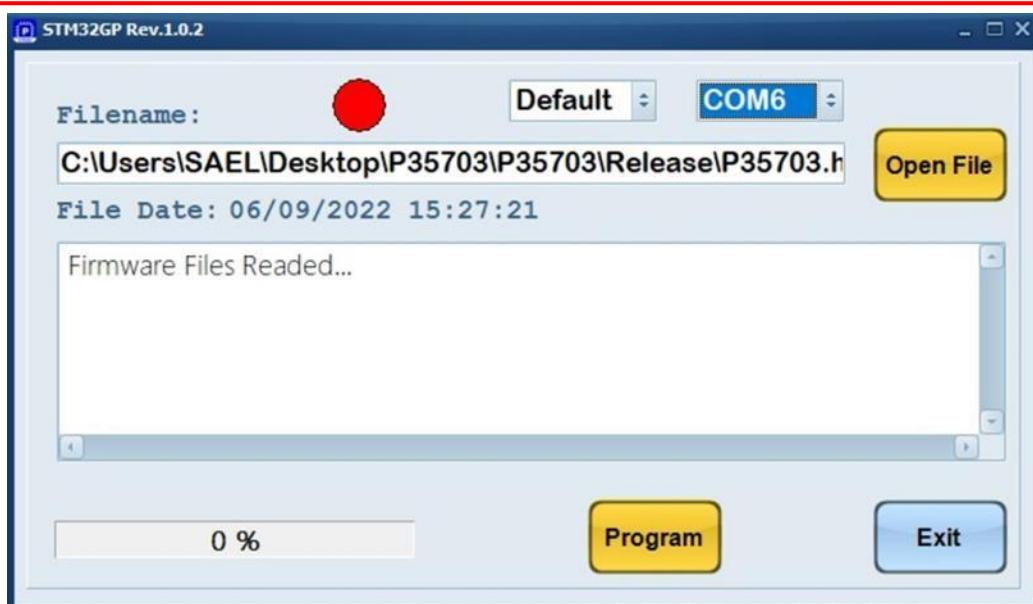 STM32GP Rev.1.0.2
Default COM6
Filename:
C:\Users\SAEL\Desktop\P35703\P35703\Release\P35703.h
Open File
File Date: 06/09/2022 15:27:21
Firmware Files Readed...
0 %
Program
Exit